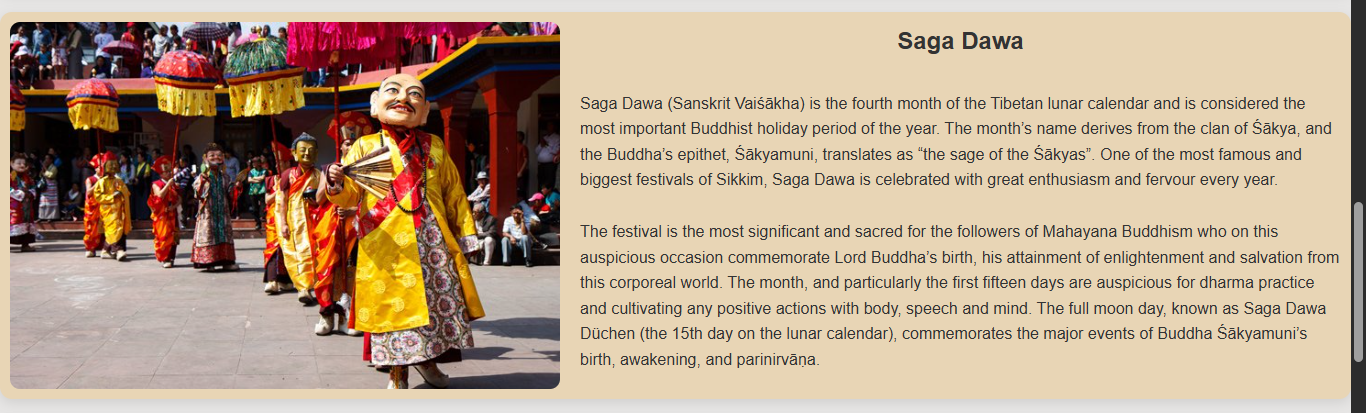 Saga Dawa
Saga Dawa (Sanskrit Vaiśākha) is the fourth month of the Tibetan lunar calendar and is considered the
most important Buddhist holiday period of the year. The month’s name derives from the clan of Śākya, and
the Buddha’s epithet, Śākyamuni, translates as “the sage of the Śākyas”. One of the most famous and
biggest festivals of Sikkim, Saga Dawa is celebrated with great enthusiasm and fervour every year.
The festival is the most significant and sacred for the followers of Mahayana Buddhism who on this
auspicious occasion commemorate Lord Buddha’s birth, his attainment of enlightenment and salvation from
this corporeal world. The month, and particularly the first fifteen days are auspicious for dharma practice
and cultivating any positive actions with body, speech and mind. The full moon day, known as Saga Dawa
Düchen (the 15th day on the lunar calendar), commemorates the major events of Buddha Śākyamuni’s
birth, awakening, and parinirvāṇa.